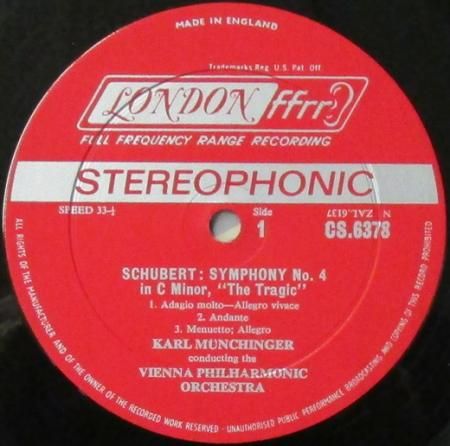 MADE IN ENGLAND
Trademarks Reg. U.S. Pat. Off
LONDON ffrr
FULL FREQUENCY RANGE RECORDING
STEREOPHONIC
SPEED 33⅓
Side
1
N ZAL.6137
CS.6378
SCHUBERT: SYMPHONY No. 4
in C Minor, "The Tragic"
1. Adagio molto—Allegro vivace
2. Andante
3. Menuetto; Allegro
KARL MUNCHINGER
conducting the
VIENNA PHILHARMONIC
ORCHESTRA
ALL RIGHTS OF THE MANUFACTURER AND OF THE OWNER OF THE RECORDED WORK RESERVED - UNAUTHORISED PUBLIC PERFORMANCE, BROADCASTING AND COPYING OF THIS RECORD PROHIBITED